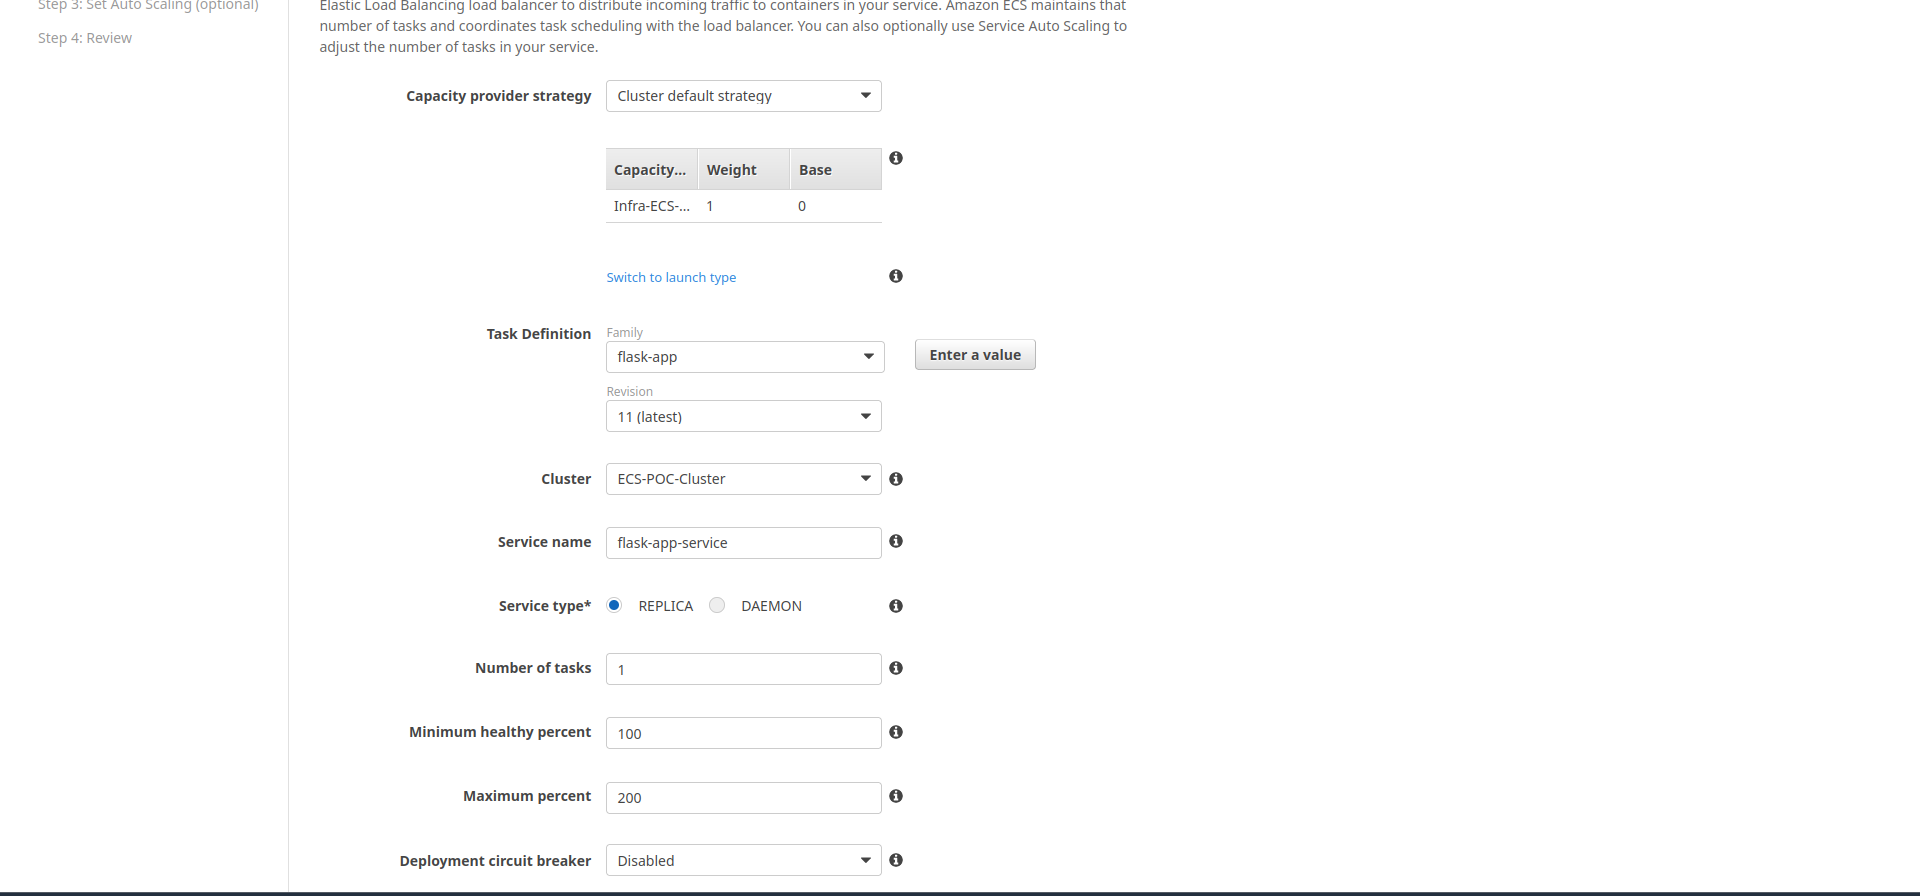 Step 3: Set Auto Scaling (optional)
Step 4: Review
Elastic Load Balancing load balancer to distribute incoming traffic to containers in your service. Amazon ECS maintains that
number of tasks and coordinates task scheduling with the load balancer. You can also optionally use Service Auto Scaling to
adjust the number of tasks in your service.
Capacity provider strategy Cluster default strategy
Capacity... Weight Base
Infra-ECS-... 1 0
Switch to launch type
Task Definition Family
flask-app Enter a value
Revision
11 (latest)
Cluster ECS-POC-Cluster
Service name flask-app-service
Service type* REPLICA DAEMON
Number of tasks 1
Minimum healthy percent 100
Maximum percent 200
Deployment circuit breaker Disabled